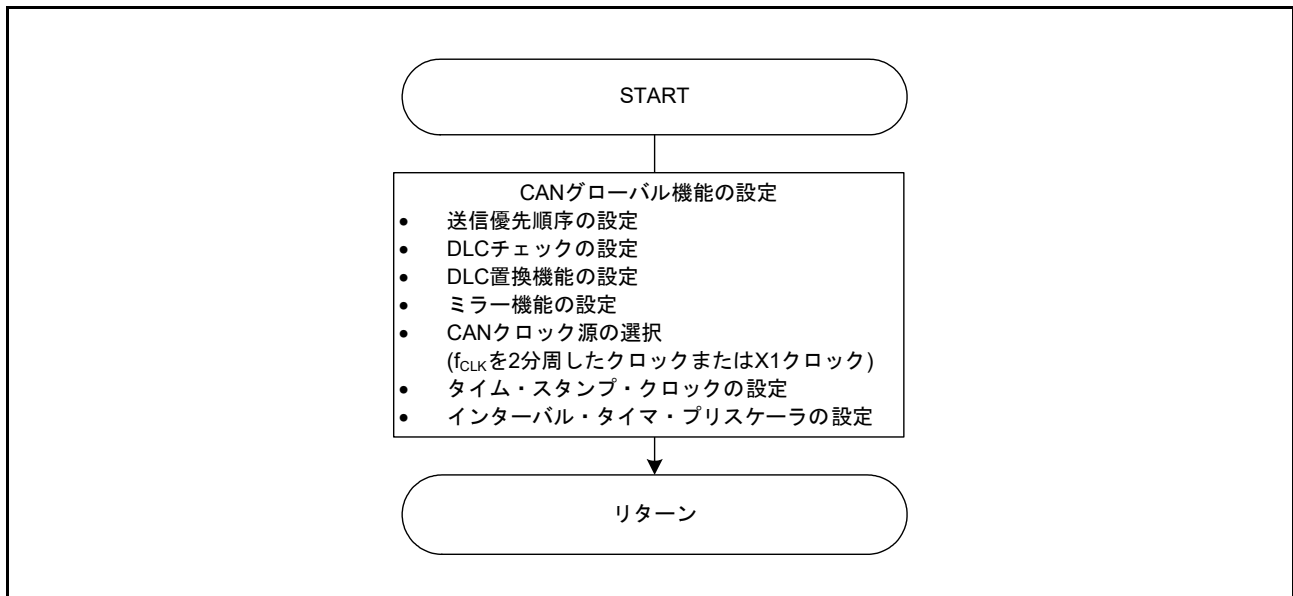 START
CANグローバル機能の設定
• 送信優先順序の設定
• DLCチェックの設定
• DLC置換機能の設定
• ミラー機能の設定
• CANクロック源の選択
(fCLKを2分周したクロックまたはX1クロック)
• タイム・スタンプ・クロックの設定
• インターバル・タイマ・プリスケーラの設定
リターン